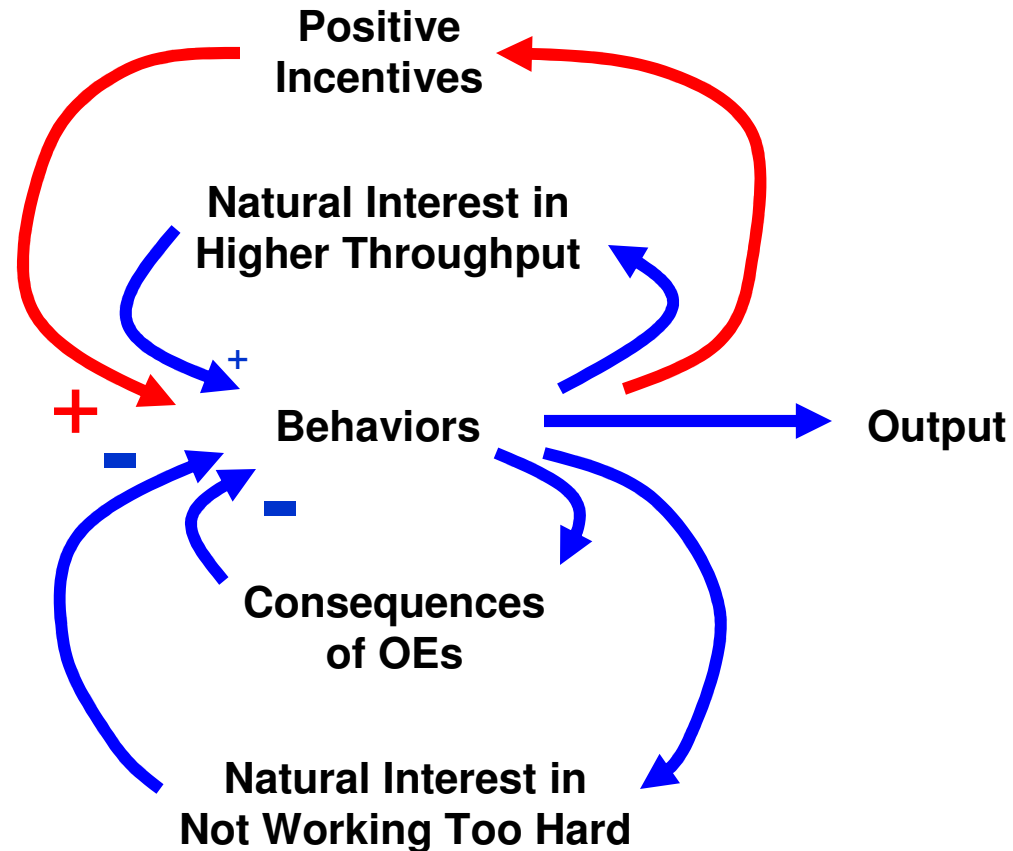 Positive
Incentives
Natural Interest in
Higher Throughput
+
+
Behaviors
Output
-
-
Consequences
of OEs
Natural Interest in
Not Working Too Hard